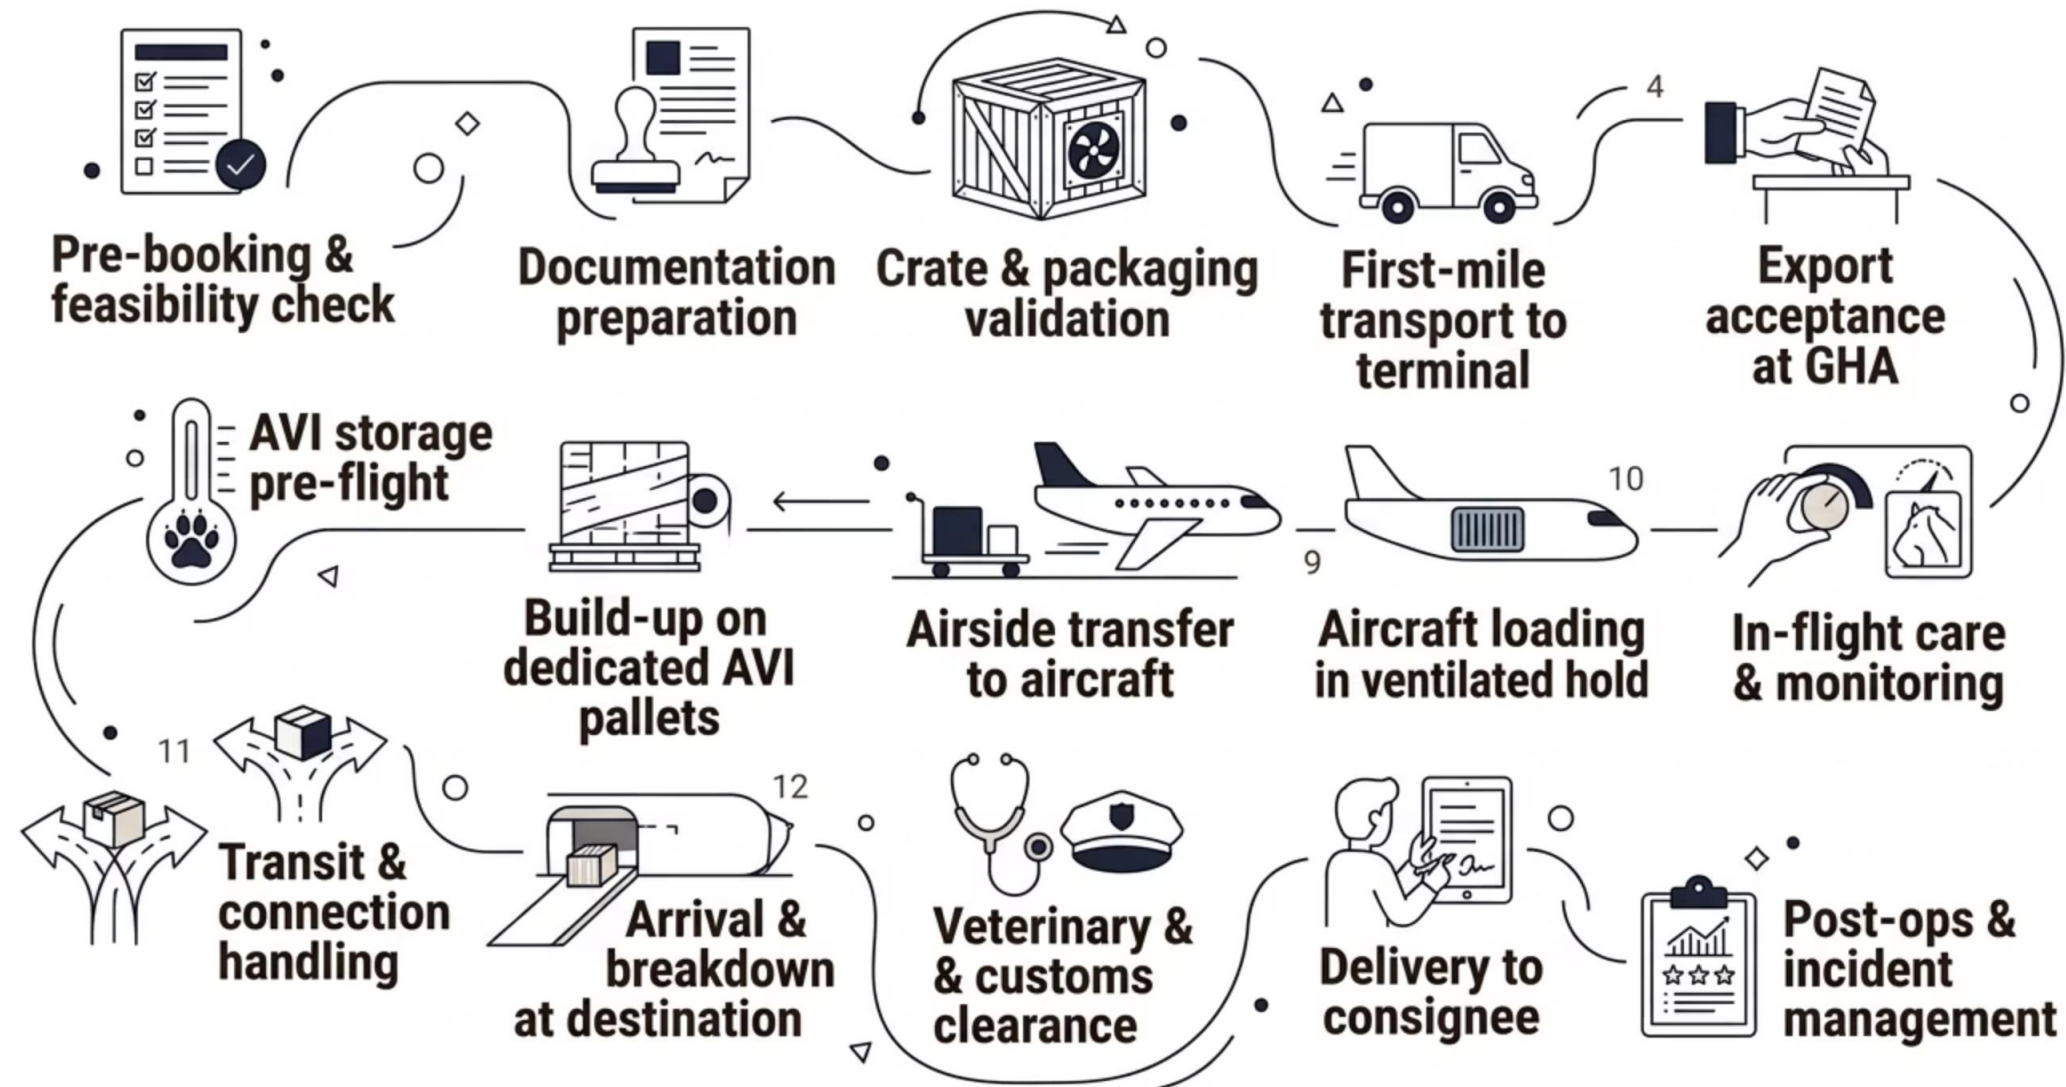 Pre-booking &
feasibility check
Documentation
preparation
Crate & packaging
validation
First-mile
transport to
terminal
4
Export
acceptance
at GHA
AVI storage
pre-flight
Build-up on
dedicated AVI
pallets
Airside transfer
to aircraft
9
Aircraft loading
in ventilated hold
10
In-flight care
& monitoring
11
Transit &
connection
handling
12
Arrival &
breakdown
at destination
Veterinary &
& customs
clearance
Delivery to
consignee
Post-ops &
incident
management